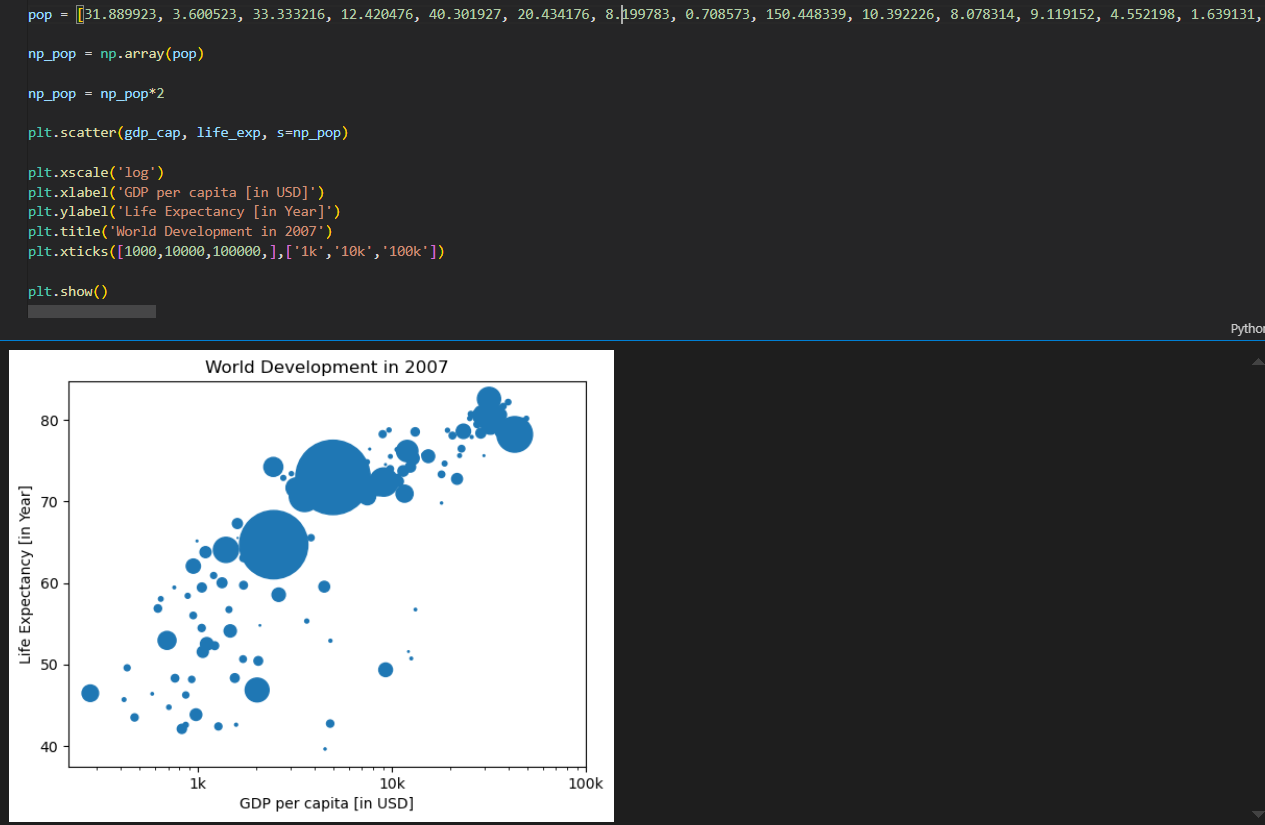 pop = [31.889923, 3.600523, 33.333216, 12.420476, 40.301927, 20.434176, 8.199783, 0.708573, 150.448339, 10.392226, 8.078314, 9.119152, 4.552198, 1.639131,
np_pop = np.array(pop)
np_pop = np_pop*2
plt.scatter(gdp_cap, life_exp, s=np_pop)
plt.xscale('log')
plt.xlabel('GDP per capita [in USD]')
plt.ylabel('Life Expectancy [in Year]')
plt.title('World Development in 2007')
plt.xticks([1000,10000,100000,],['1k','10k','100k'])
plt.show()
Pythor
World Development in 2007
80
70
60
50
40
Life Expectancy [in Year]
1k 10k 100k
GDP per capita [in USD]